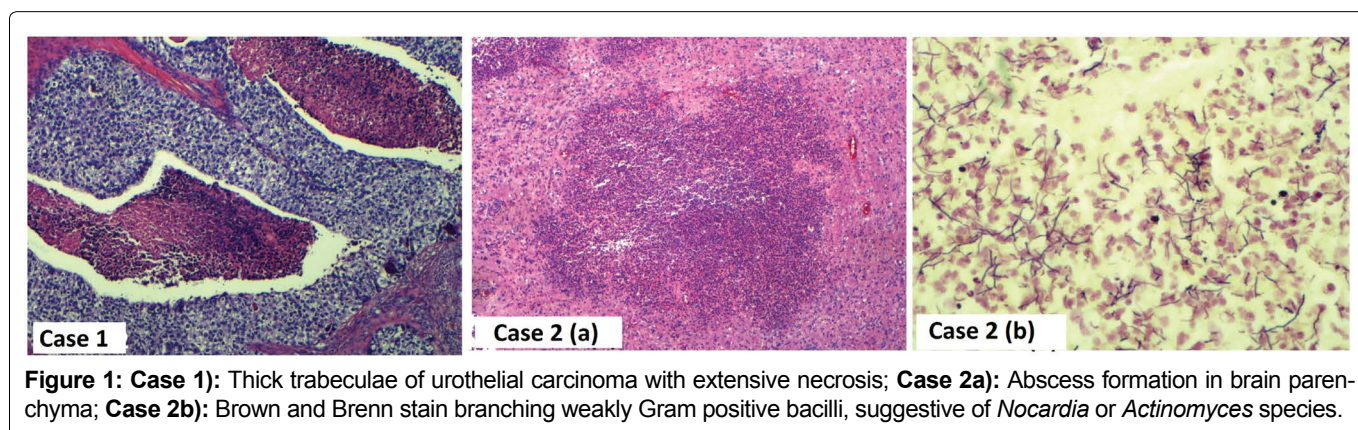 Case 1
Case 2 (a)
Case 2 (b)
Figure 1: Case 1): Thick trabeculae of urothelial carcinoma with extensive necrosis; Case 2a): Abscess formation in brain paren-
chyma; Case 2b): Brown and Brenn stain branching weakly Gram positive bacilli, suggestive of Nocardia or Actinomyces species.